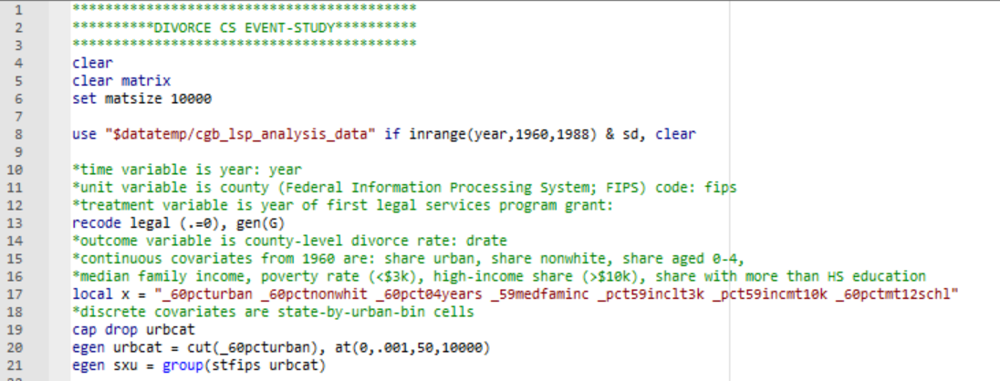 1 ******************************************
2 **********DIVORCE CS EVENT-STUDY**********
3 ******************************************
4 clear
5 clear matrix
6 set matsize 10000
7
8 use "$datatemp/cgb_lsp_analysis_data" if inrange(year,1960,1988) & sd, clear
9
10 *time variable is year: year
11 *unit variable is county (Federal Information Processing System; FIPS) code: fips
12 *treatment variable is year of first legal services program grant:
13 recode legal (.=0), gen(G)
14 *outcome variable is county-level divorce rate: drate
15 *continuous covariates from 1960 are: share urban, share nonwhite, share aged 0-4,
16 *median family income, poverty rate (<$3k), high-income share (>$10k), share with more than HS education
17 local x = "_60pcturban _60pctnonwhit _60pct04years _59medfaminc _pct59inclt3k _pct59incmt10k _60pctmt12schl"
18 *discrete covariates are state-by-urban-bin cells
19 cap drop urbcat
20 egen urbcat = cut(_60pcturban), at(0,.001,50,10000)
21 egen sxu = group(stfips urbcat)